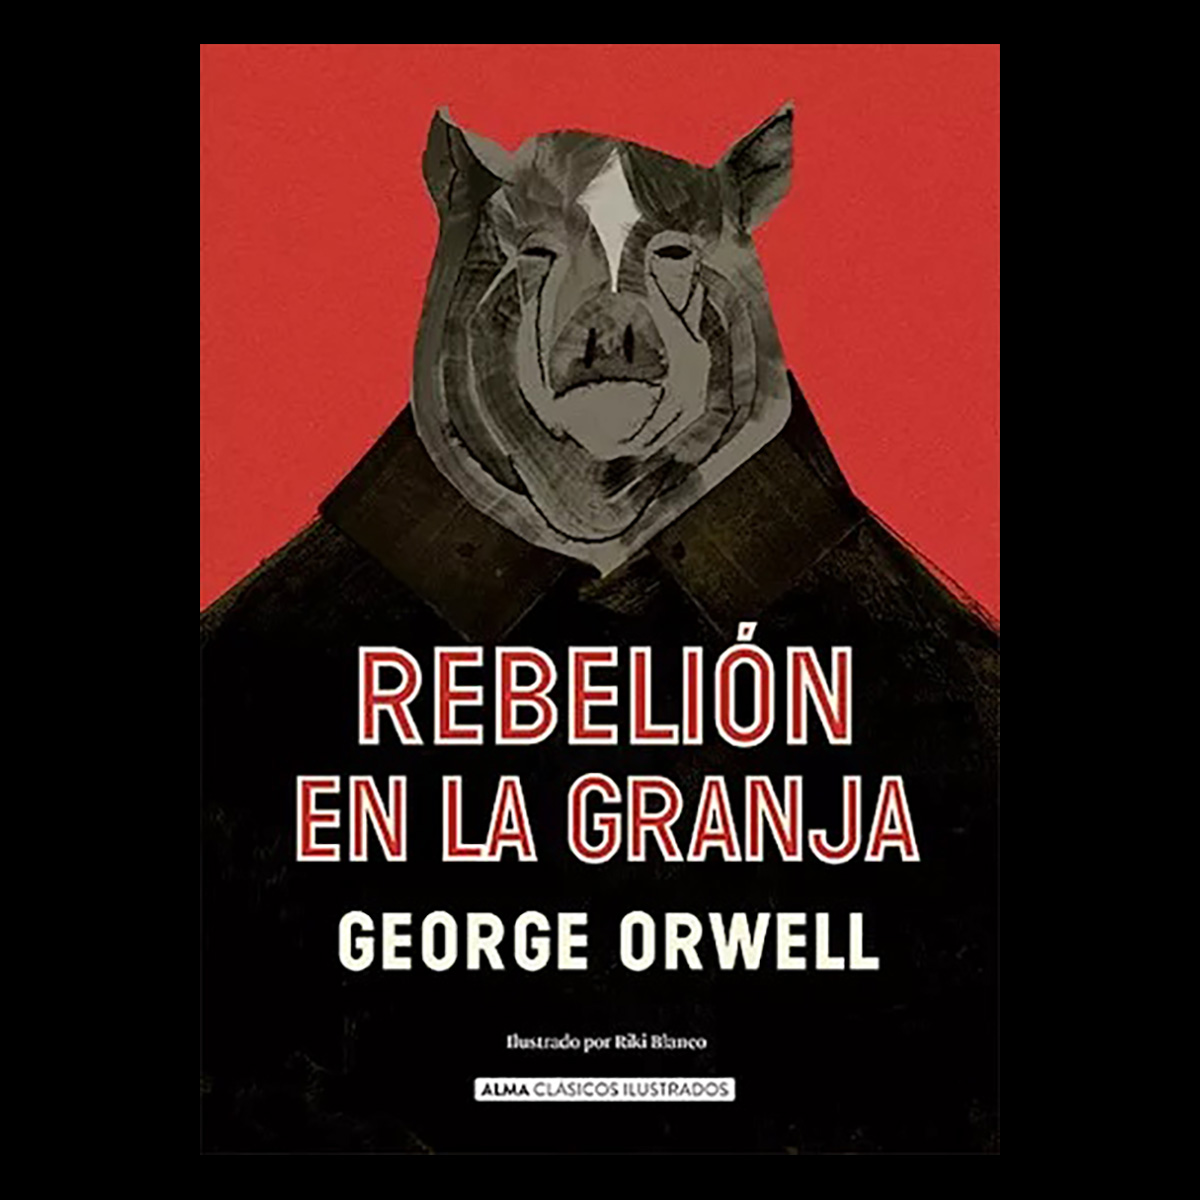 REBELIÓN
EN LA GRANJA
GEORGE ORWELL
Ilustrado por Riki Blanco
ALMA CLÁSICOS ILUSTRADOS